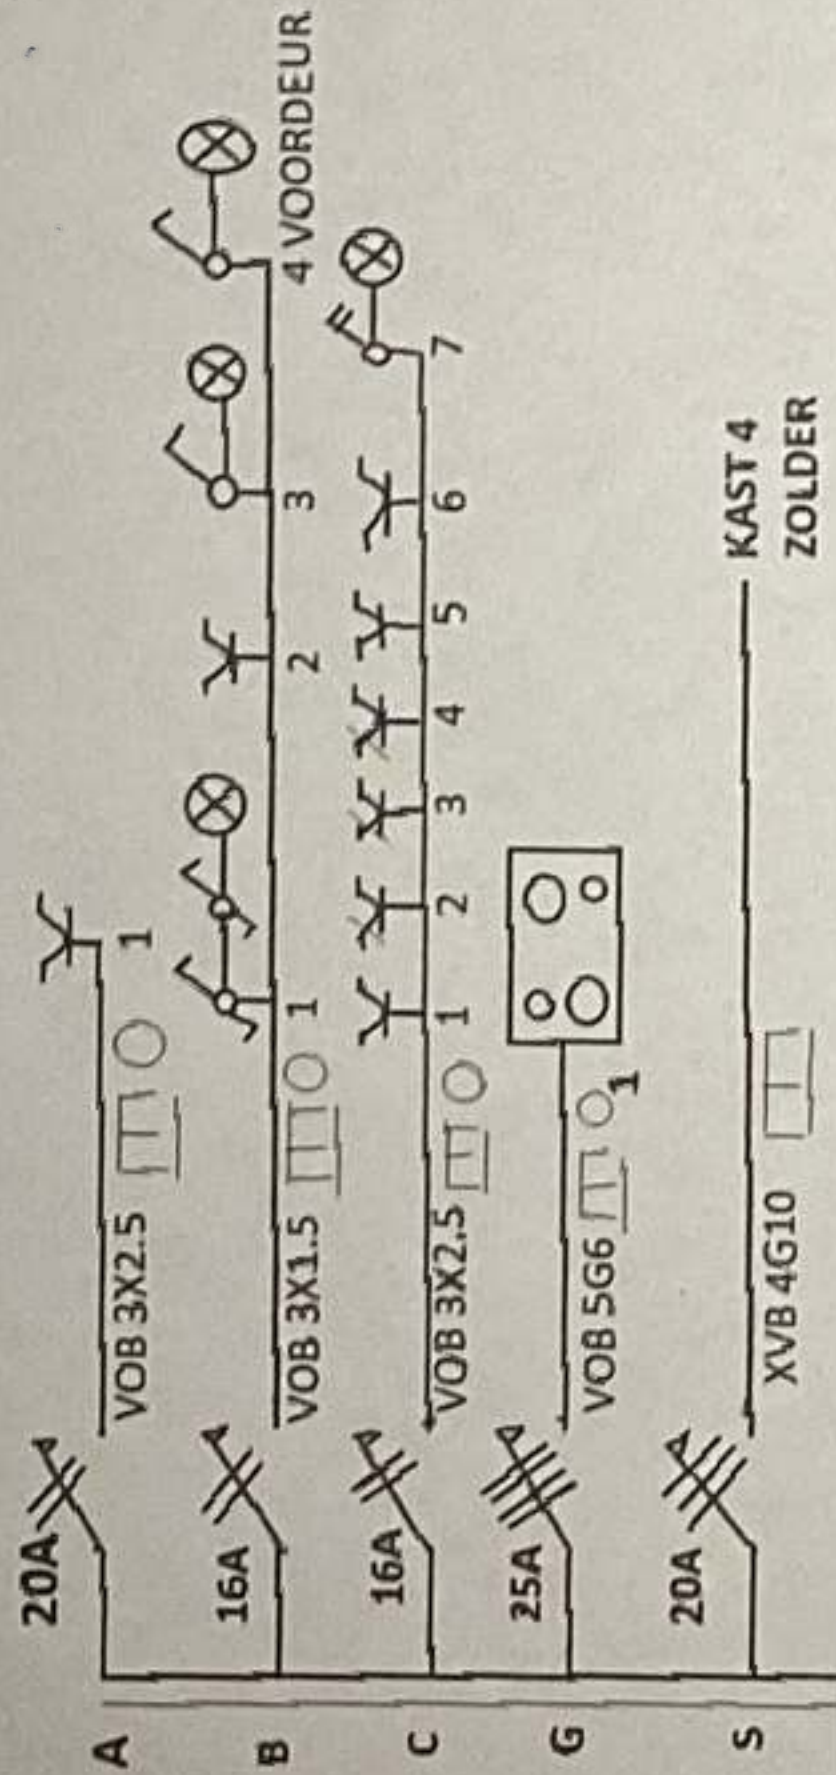 A
20A
VOB 3X2.5
1
B
16A
VOB 3X1.5
1
2
3
4 VOORDEUR
C
16A
VOB 3X2.5
1
2
3
4
5
6
7
G
25A
VOB 5G6
1
S
20A
XVB 4G10
KAST 4
ZOLDER